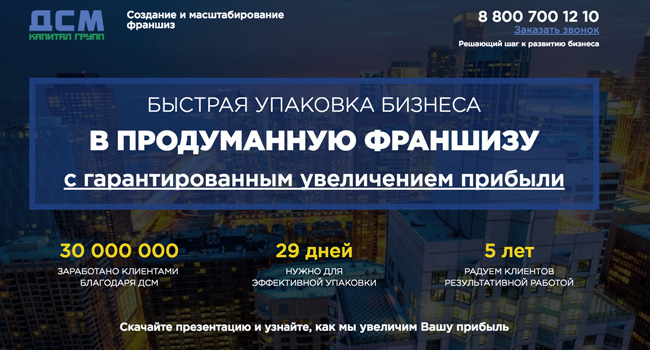 ДСМ
КАПИТАЛ ГРУПП
Создание и масштабирование
франшиз
8 800 700 12 10
Заказать звонок
Решающий шаг к развитию бизнеса
БЫСТРАЯ УПАКОВКА БИЗНЕСА
В ПРОДУМАННУЮ ФРАНШИЗУ
с гарантированным увеличением прибыли
30 000 000
ЗАРАБОТАНО КЛИЕНТАМИ
БЛАГОДАРЯ ДСМ
29 дней
НУЖНО ДЛЯ
ЭФФЕКТИВНОЙ УПАКОВКИ
5 лет
РАДУЕМ КЛИЕНТОВ
РЕЗУЛЬТАТИВНОЙ РАБОТОЙ
Скачайте презентацию и узнайте, как мы увеличим Вашу прибыль